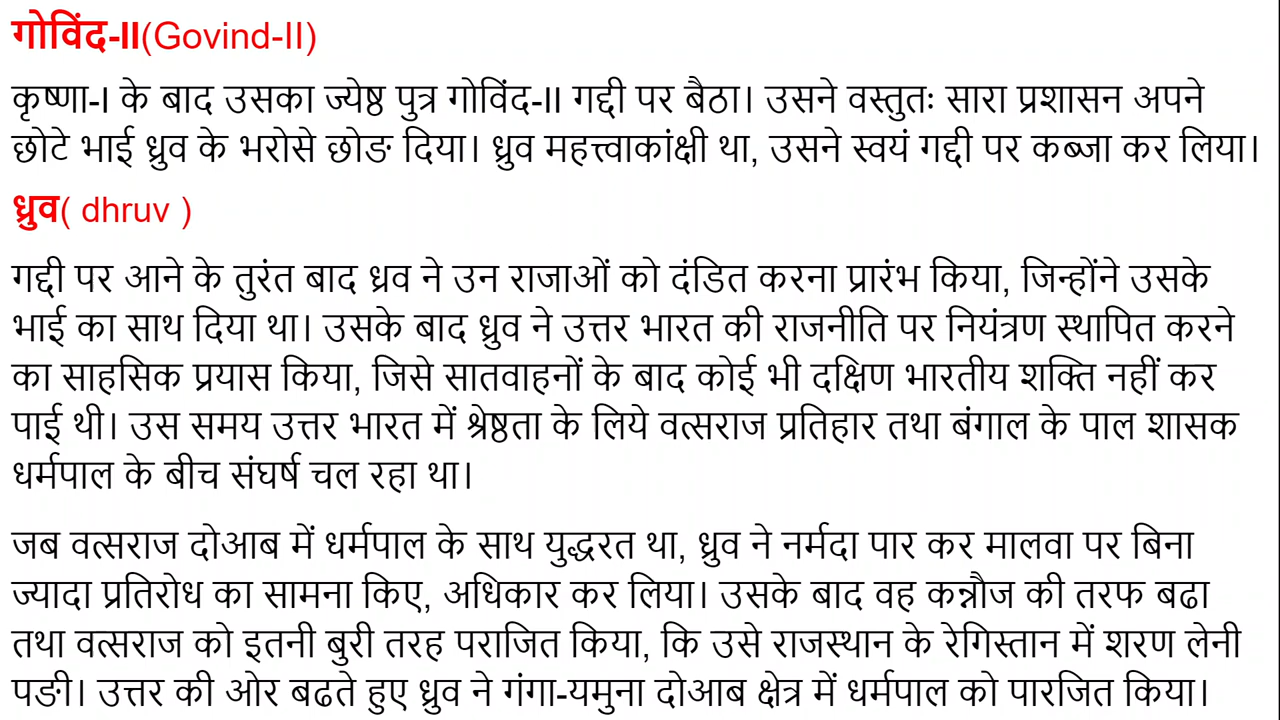 गोविंद-II(Govind-II)
कृष्णा-I के बाद उसका ज्येष्ठ पुत्र गोविंद-II गद्दी पर बैठा। उसने वस्तुतः सारा प्रशासन अपने
छोटे भाई ध्रुव के भरोसे छोङ दिया। ध्रुव महत्त्वाकांक्षी था, उसने स्वयं गद्दी पर कब्जा कर लिया।
ध्रुव( dhruv )
गद्दी पर आने के तुरंत बाद ध्रव ने उन राजाओं को दंडित करना प्रारंभ किया, जिन्होंने उसके
भाई का साथ दिया था। उसके बाद ध्रुव ने उत्तर भारत की राजनीति पर नियंत्रण स्थापित करने
का साहसिक प्रयास किया, जिसे सातवाहनों के बाद कोई भी दक्षिण भारतीय शक्ति नहीं कर
पाई थी। उस समय उत्तर भारत में श्रेष्ठता के लिये वत्सराज प्रतिहार तथा बंगाल के पाल शासक
धर्मपाल के बीच संघर्ष चल रहा था।
जब वत्सराज दोआब में धर्मपाल के साथ युद्धरत था, ध्रुव ने नर्मदा पार कर मालवा पर बिना
ज्यादा प्रतिरोध का सामना किए, अधिकार कर लिया। उसके बाद वह कन्नौज की तरफ बढा
तथा वत्सराज को इतनी बुरी तरह पराजित किया, कि उसे राजस्थान के रेगिस्तान में शरण लेनी
पङी। उत्तर की ओर बढते हुए ध्रुव ने गंगा-यमुना दोआब क्षेत्र में धर्मपाल को पारजित किया।